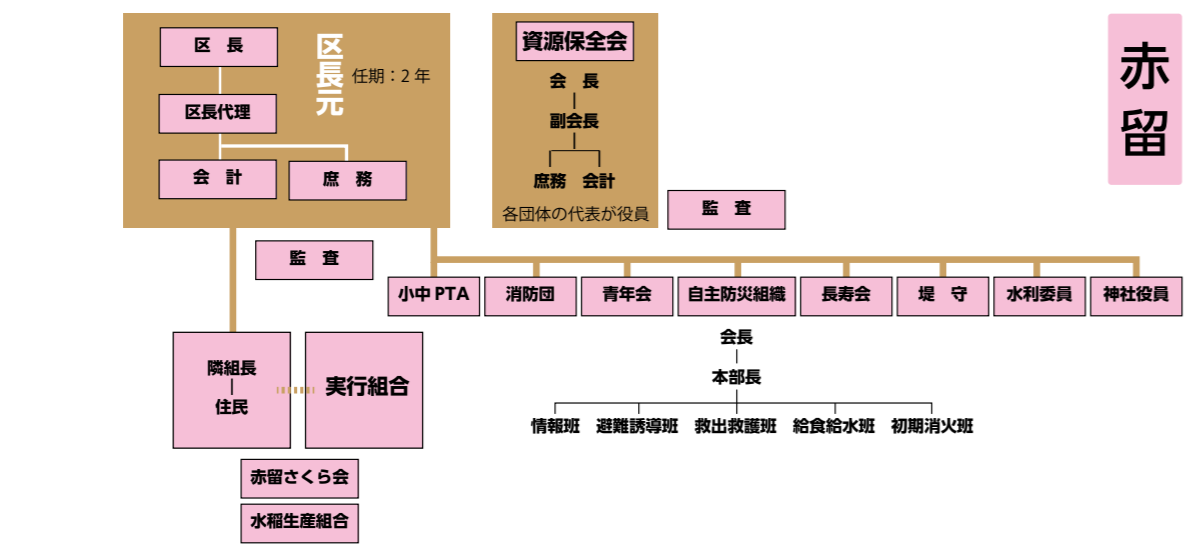 赤留
区長元
任期：2 年
区　長
区長代理
会　計
庶　務
監　査
資源保全会
会　長
副会長
庶務　会計
各団体の代表が役員
監　査
小中 PTA
消防団
青年会
自主防災組織
長寿会
堤　守
水利委員
神社役員
会長
本部長
情報班
避難誘導班
救出救護班
給食給水班
初期消火班
隣組長
住民
実行組合
赤留さくら会
水稲生産組合